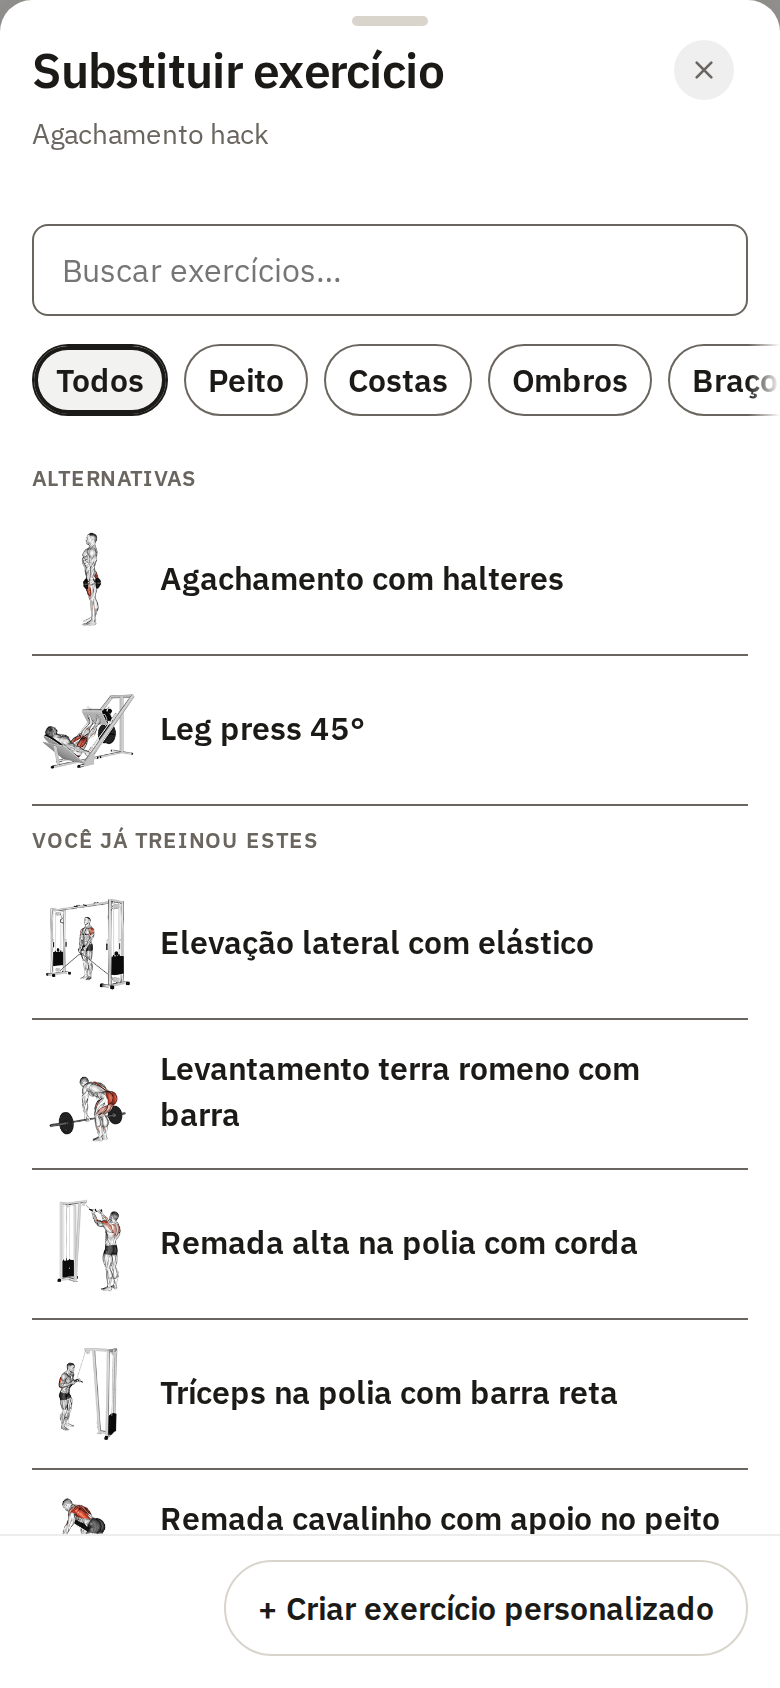 Substituir exercício
Agachamento hack
Buscar exercícios...
Todos
Peito
Costas
Ombros
Braço
ALTERNATIVAS
Agachamento com halteres
Leg press 45°
VOCÊ JÁ TREINOU ESTES
Elevação lateral com elástico
Levantamento terra romeno com
barra
Remada alta na polia com corda
Tríceps na polia com barra reta
Remada cavalinho com apoio no peito
+ Criar exercício personalizado